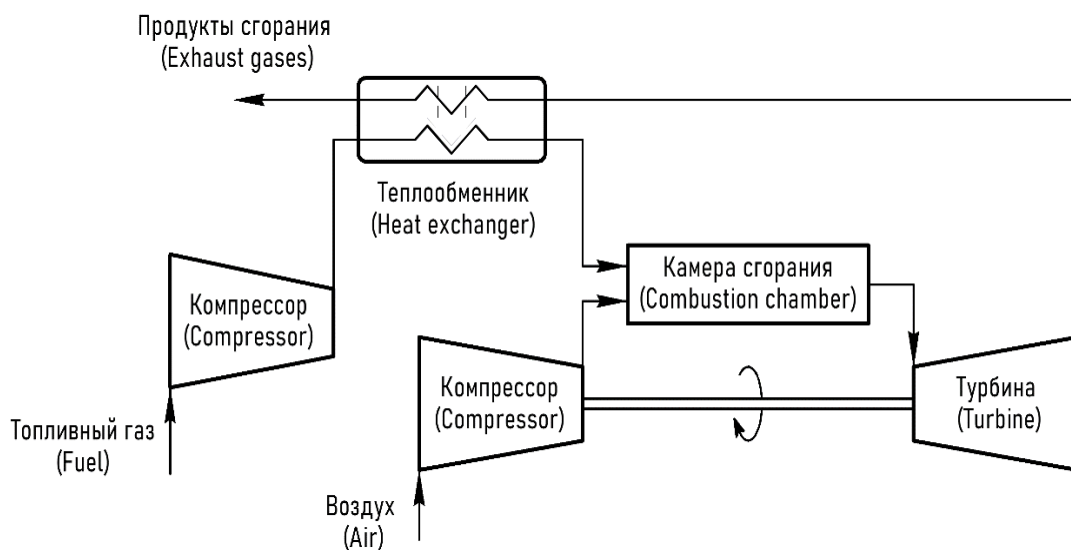 Продукты сгорания
(Exhaust gases)
Теплообменник
(Heat exchanger)
Камера сгорания
(Combustion chamber)
Компрессор
(Compressor)
Компрессор
(Compressor)
Турбина
(Turbine)
Топливный газ
(Fuel)
Воздух
(Air)